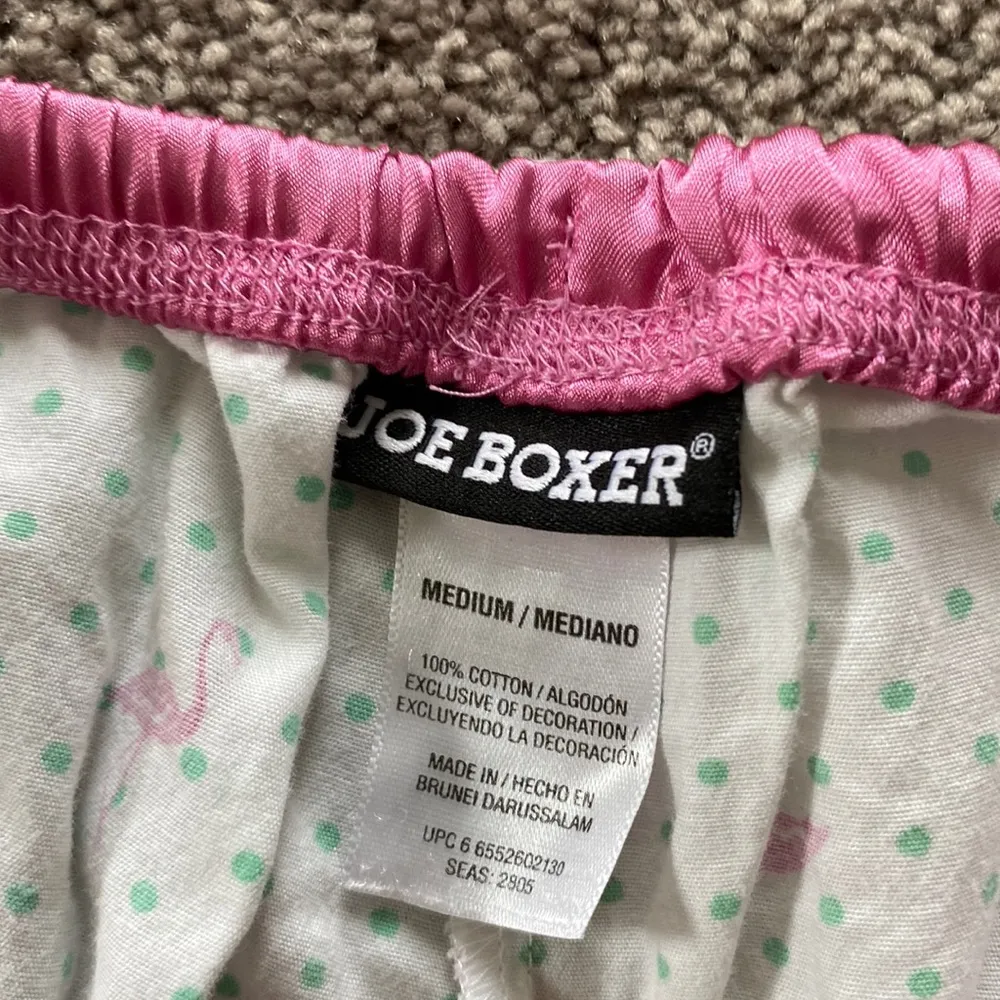 JOE BOXER®
MEDIUM / MEDIANO
100% COTTON / ALGODÓN
EXCLUSIVE OF DECORATION /
EXCLUYENDO LA DECORACIÓN
MADE IN / HECHO EN
BRUNEI DARUSSALAM
UPC 6 6552602130
SEAS: 2805